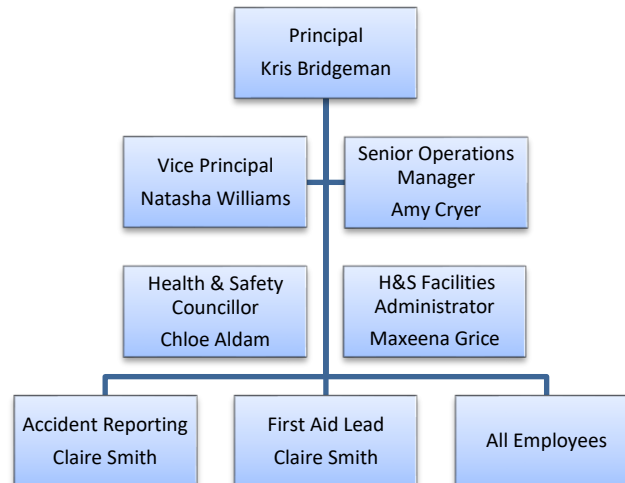 Principal
Kris Bridgeman
Vice Principal
Natasha Williams
Senior Operations
Manager
Amy Cryer
Health & Safety
Councillor
Chloe Aldam
H&S Facilities
Administrator
Maxeena Grice
Accident Reporting
Claire Smith
First Aid Lead
Claire Smith
All Employees